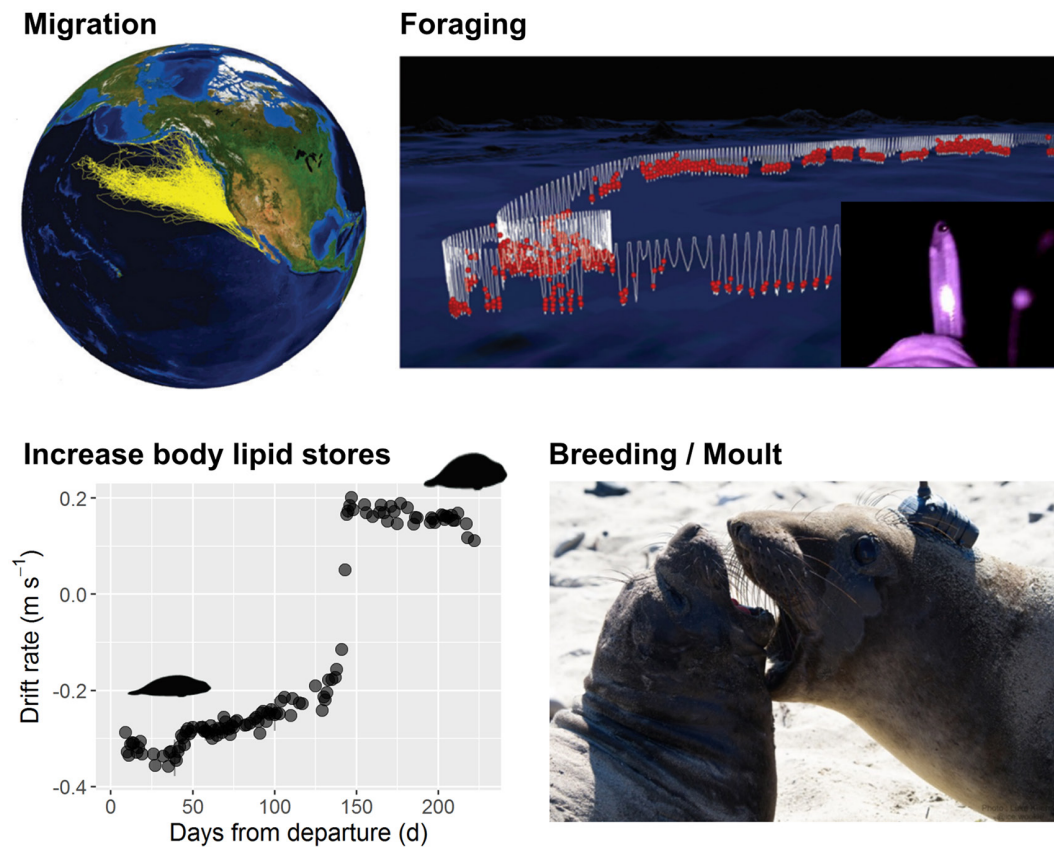 Migration
Foraging
Increase body lipid stores
Breeding / Moult
0.2
0.0
-0.2
-0.4
Drift rate (m s⁻¹)
0
50
100
150
200
Days from departure (d)